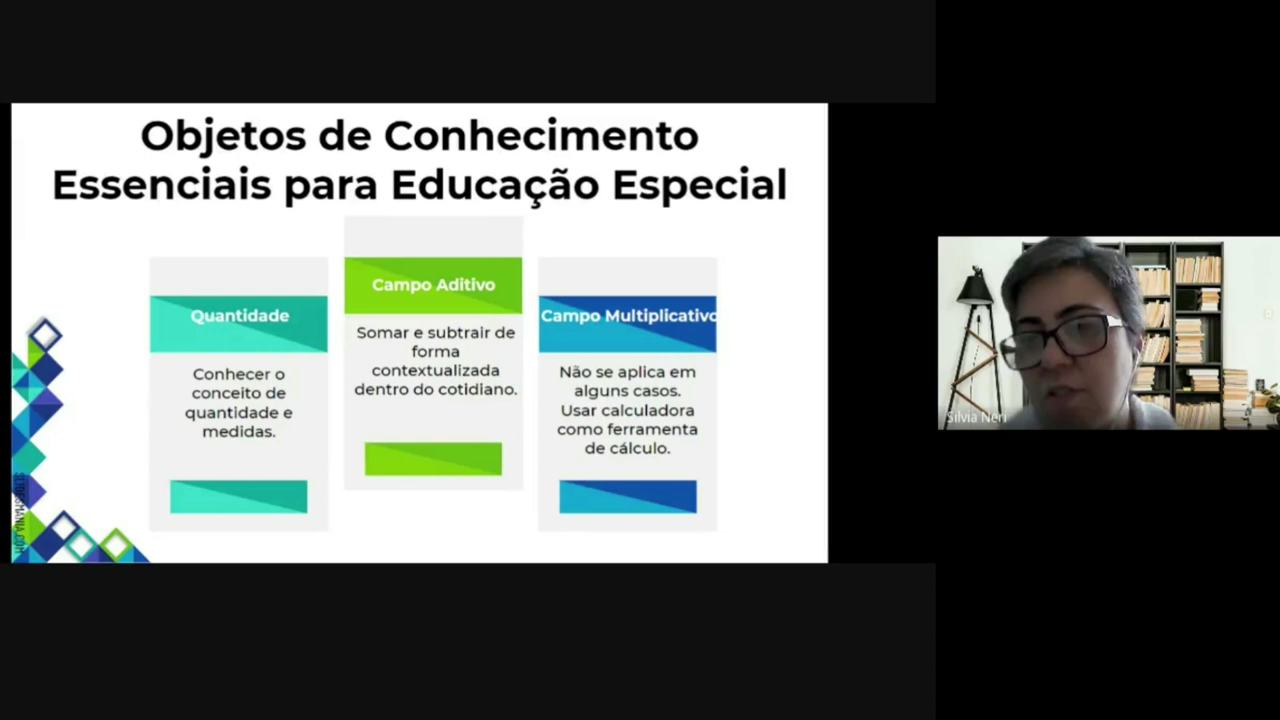 Objetos de Conhecimento
Essenciais para Educação Especial
Quantidade
Conhecer o
conceito de
quantidade e
medidas.
Campo Aditivo
Somar e subtrair de
forma
contextualizada
dentro do cotidiano.
Campo Multiplicativo
Não se aplica em
alguns casos.
Usar calculadora
como ferramenta
de cálculo.
SLIDESMANIA.COM
Silvia Neri